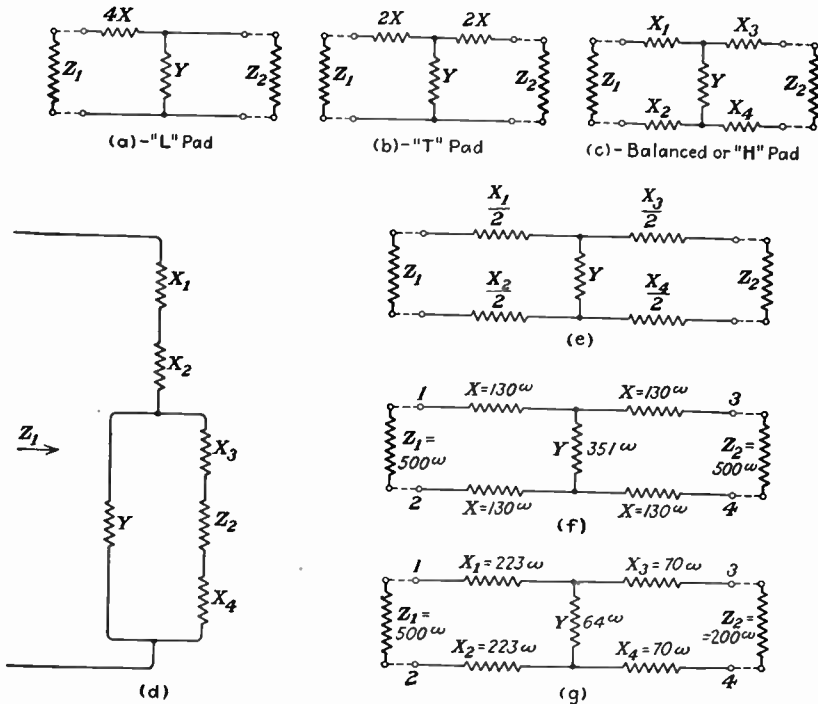 4X
Z1
Y
Z2
(a)-"L" Pad
2X 2X
Z1
Y
Z2
(b)-"T" Pad
X1 X3
Z1
Y
Z2
X2 X4
(c)-Balanced or "H" Pad
X1
X2
Z1
X3
Y
Z2
X4
(d)
X1/2 X3/2
Z1
Y
Z2
X2/2 X4/2
(e)
1 X=130ω X=130ω 3
Z1= 500ω
Y 351ω
Z2= 500ω
2 X=130ω X=130ω 4
(f)
1 X1=223ω X3=70ω 3
Z1= 500ω
Y 64ω
Z2= =200ω
2 X2=223ω X4=70ω 4
(g)